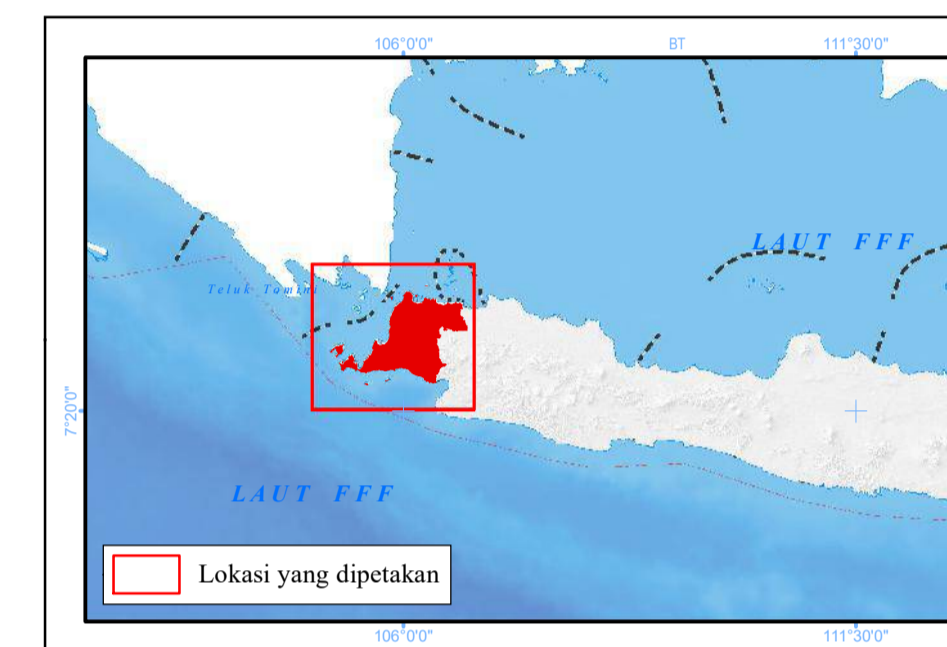 106°0'0" BT 111°30'0"
LAUT FFF
Teluk Tomini
7°20'0"
LAUT FFF
Lokasi yang dipetakan
106°0'0" 111°30'0"